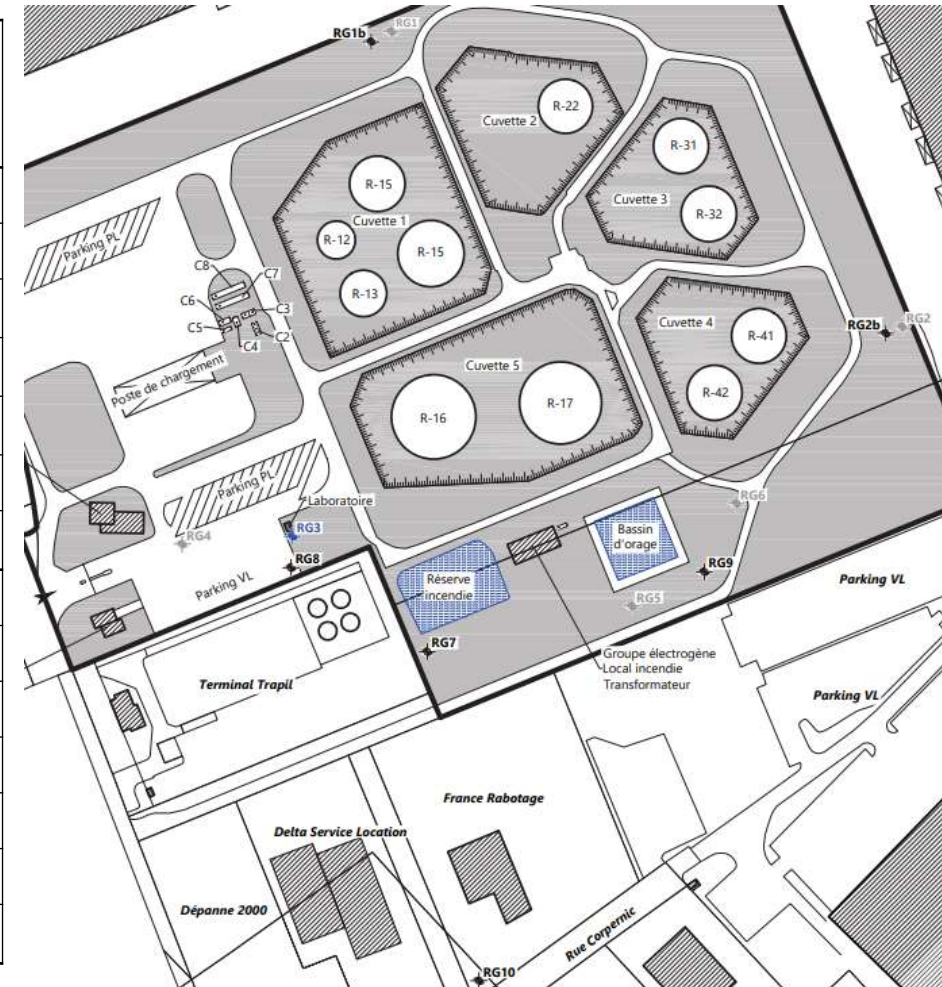 RG1
RG1b
R-22
Cuvette 2
R-31
R-15
Cuvette 3
R-32
Cuvette 1
R-12
R-15
Parking PL
C8
C7
R-13
C6
C3
C5
C4
C2
Cuvette 4
RG2b
RG2
R-41
Cuvette 5
Poste de chargement
R-42
R-16
R-17
Parking PL
Laboratoire
RG6
RG3
RG4
Bassin
d'orage
RG8
RG9
Réserve
incendie
Parking VL
Parking VL
RG5
RG7
Groupe électrogène
Local incendie
Transformateur
Terminal Trapil
Parking VL
France Rabotage
Delta Service Location
Dépanne 2000
Rue Corpernic
RG10